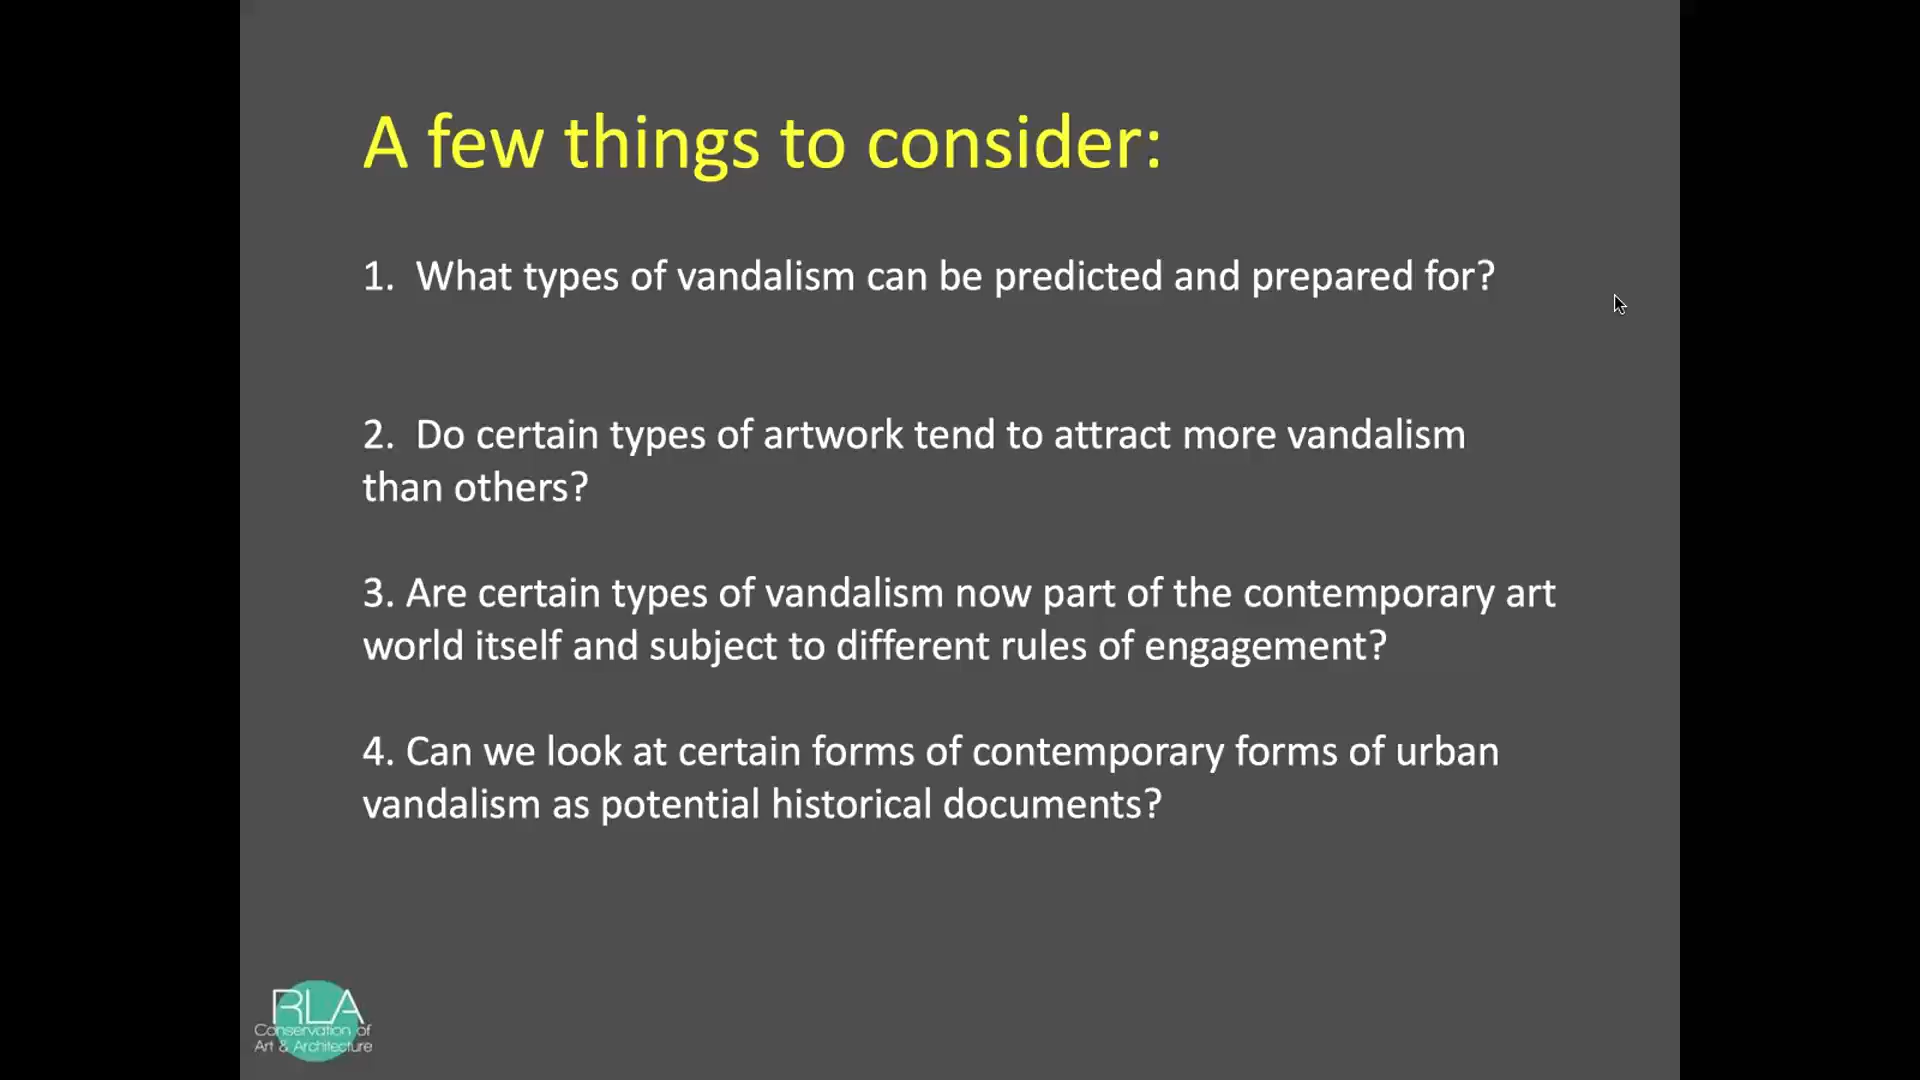 A few things to consider:
1. What types of vandalism can be predicted and prepared for?
2. Do certain types of artwork tend to attract more vandalism
than others?
3. Are certain types of vandalism now part of the contemporary art
world itself and subject to different rules of engagement?
4. Can we look at certain forms of contemporary forms of urban
vandalism as potential historical documents?
RLA
Conservation of
Art & Architecture